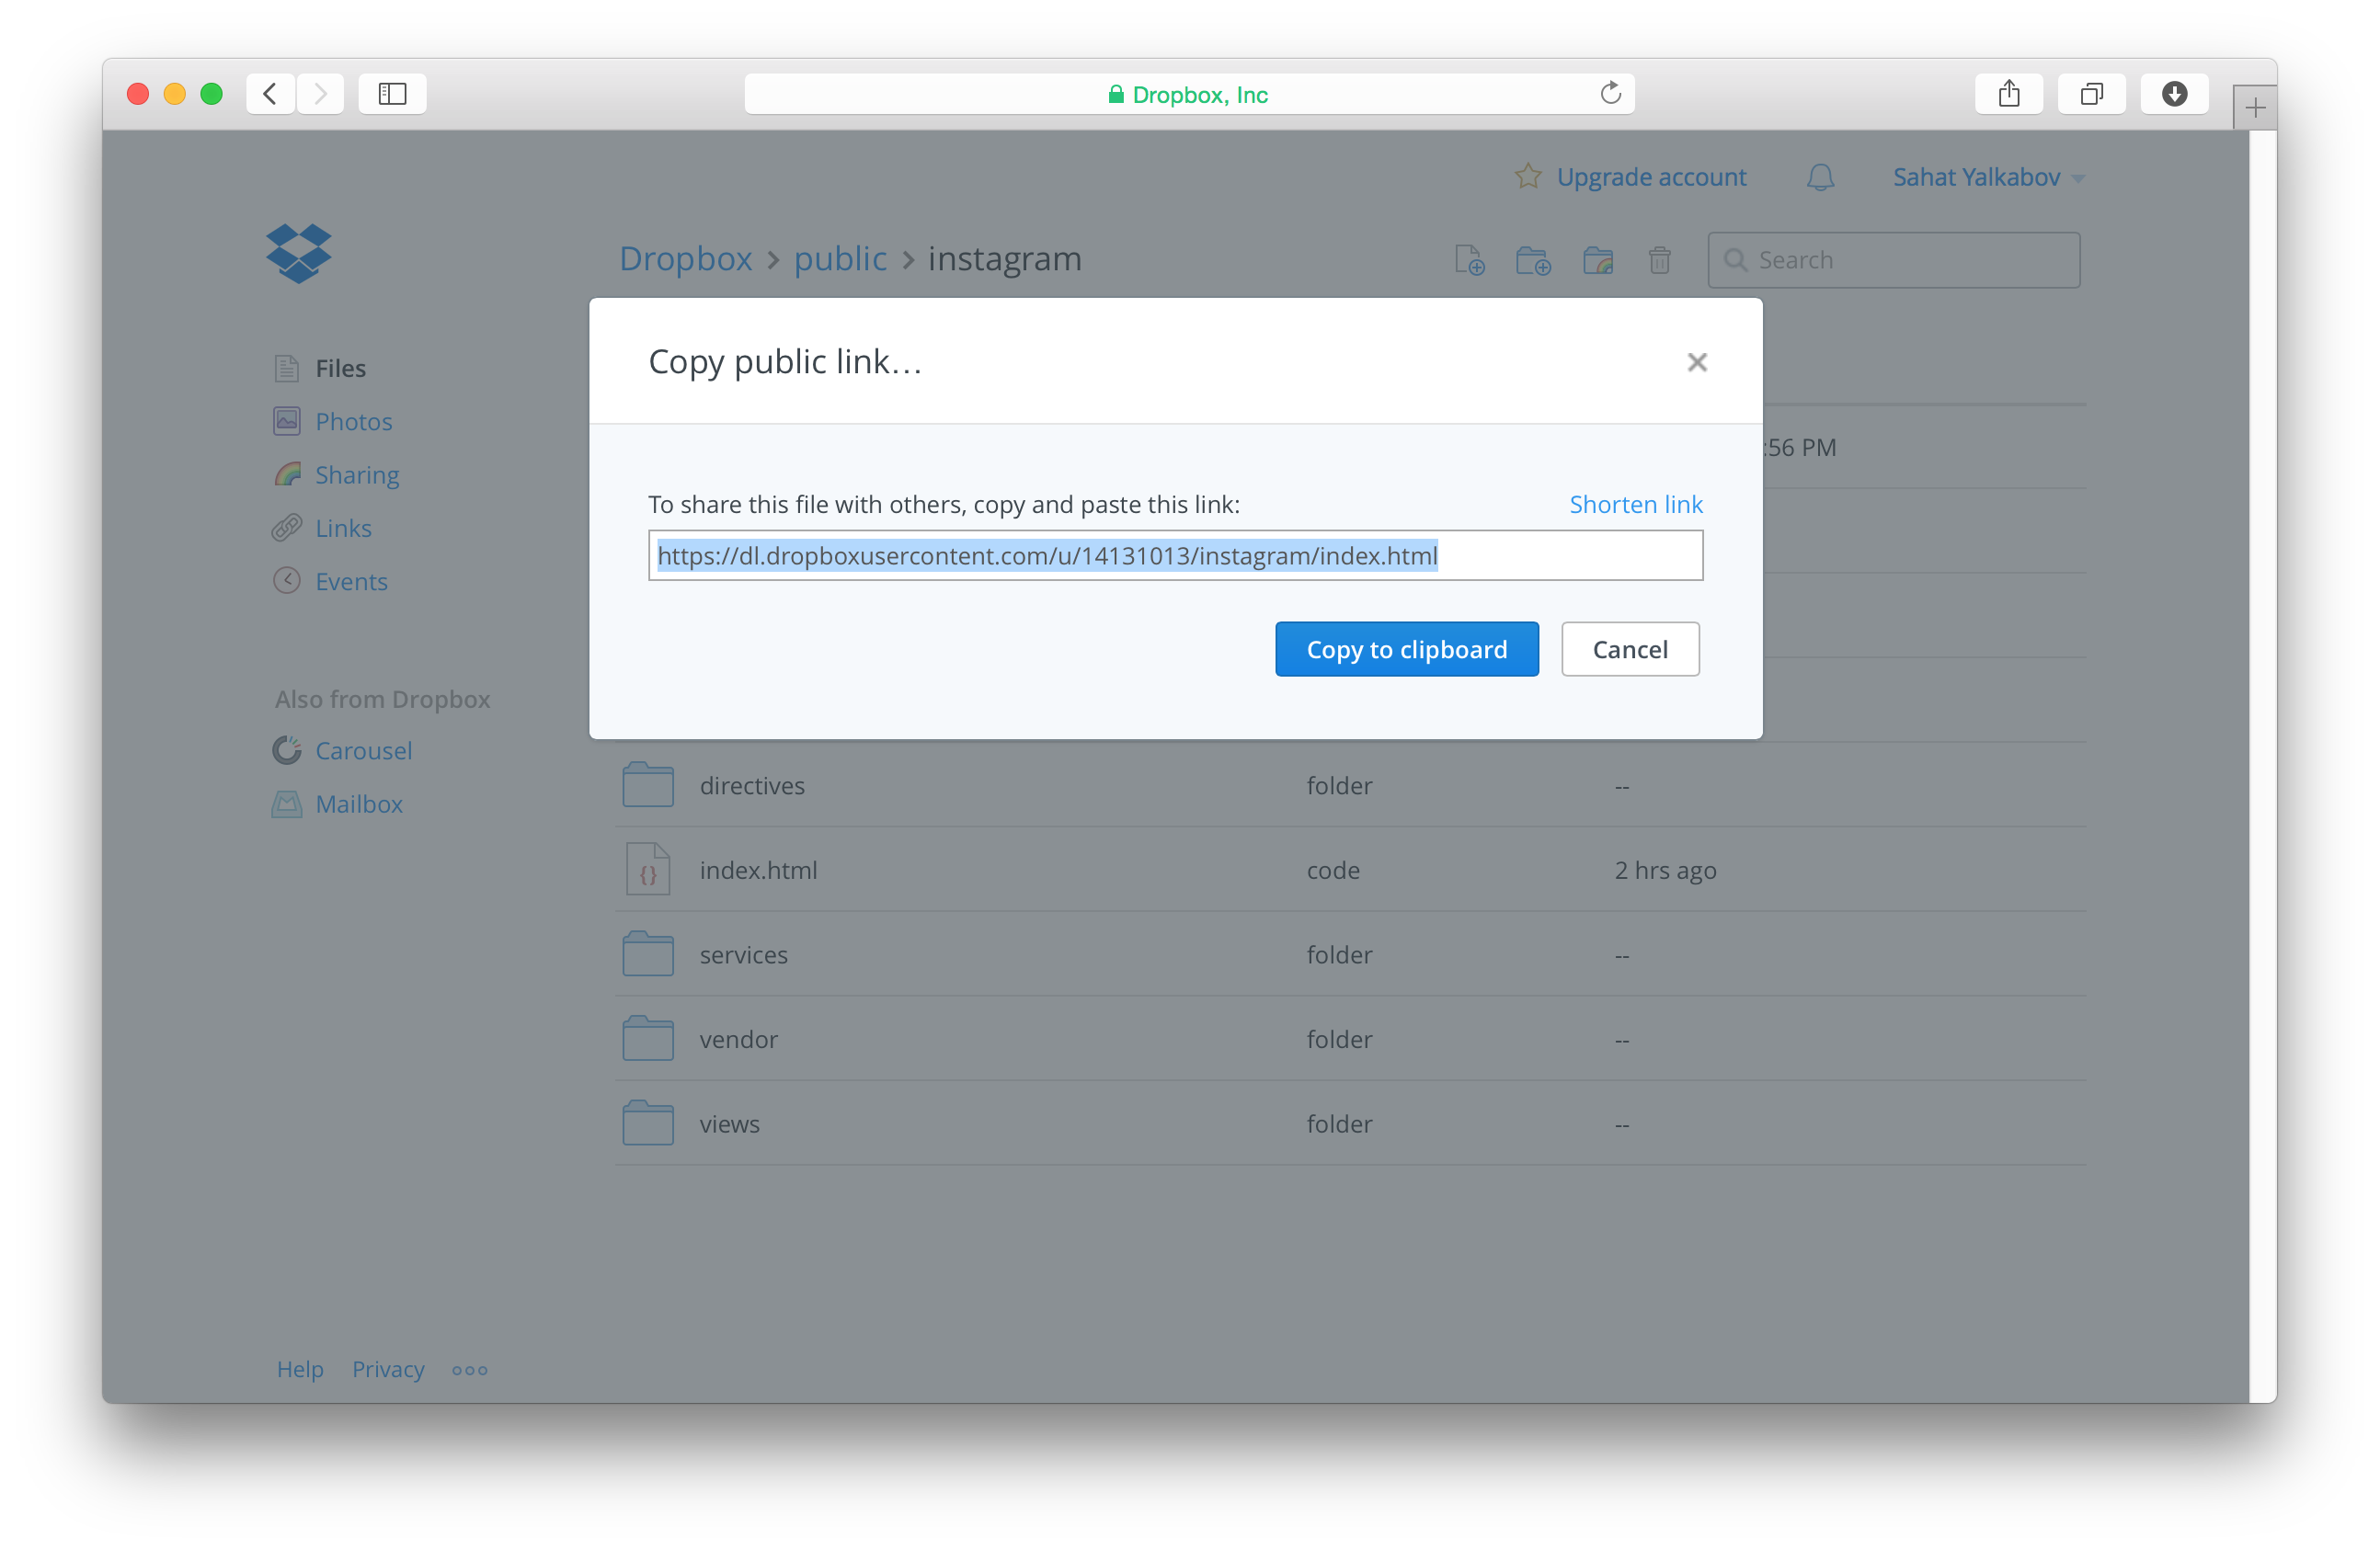 Dropbox, Inc
Upgrade account
Sahat Yalkabov
Dropbox > public > instagram
Search
Files
Photos
Sharing
Links
Events
Also from Dropbox
Carousel
Mailbox
Copy public link…
:56 PM
To share this file with others, copy and paste this link:
Shorten link
https://dl.dropboxusercontent.com/u/14131013/instagram/index.html
Copy to clipboard
Cancel
directives folder --
index.html code 2 hrs ago
services folder --
vendor folder --
views folder --
Help Privacy